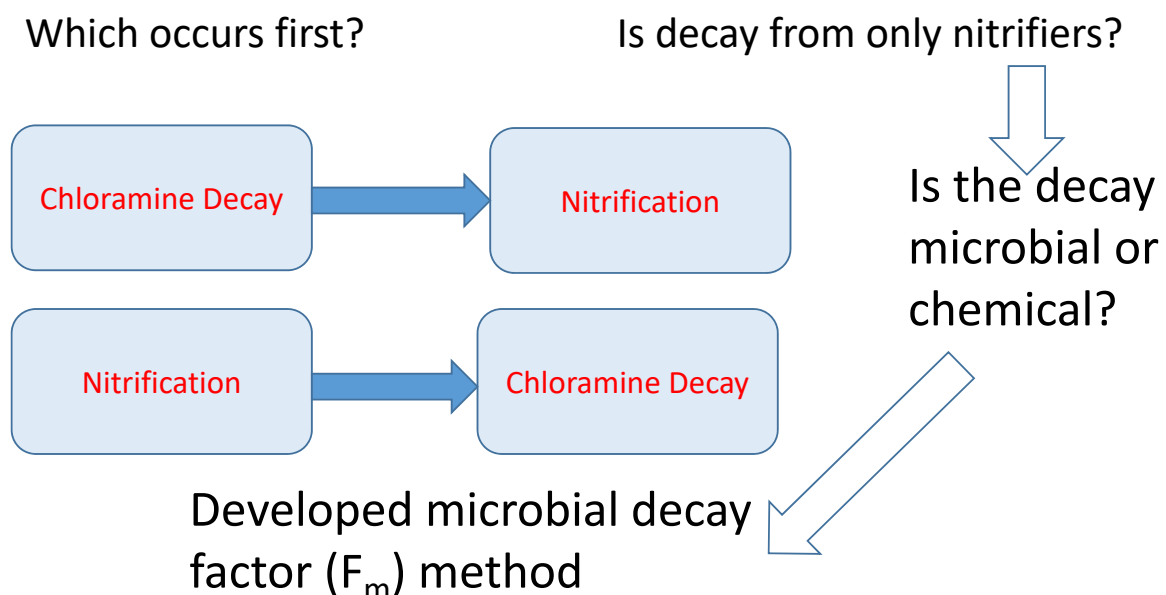 Which occurs first?
Is decay from only nitrifiers?
Chloramine Decay
Nitrification
Is the decay
microbial or
chemical?
Nitrification
Chloramine Decay
Developed microbial decay
factor (Fm) method